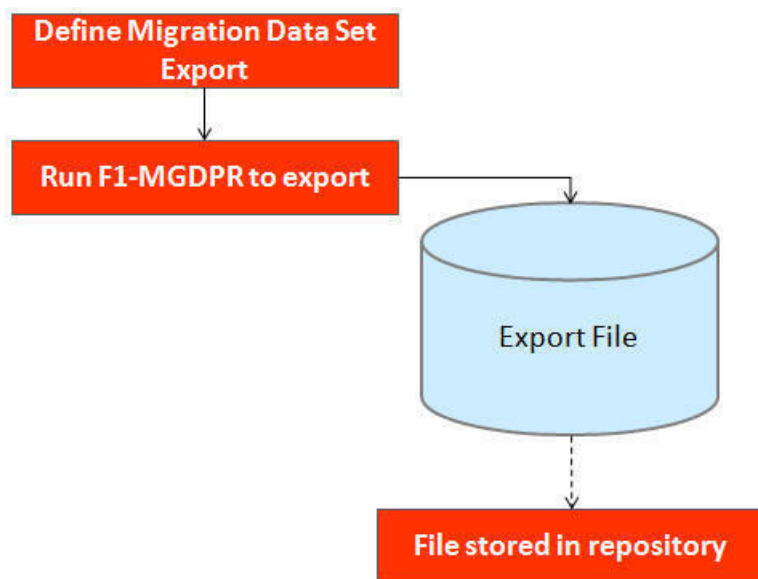 Define Migration Data Set
Export
Run F1-MGDPR to export
Export File
File stored in repository